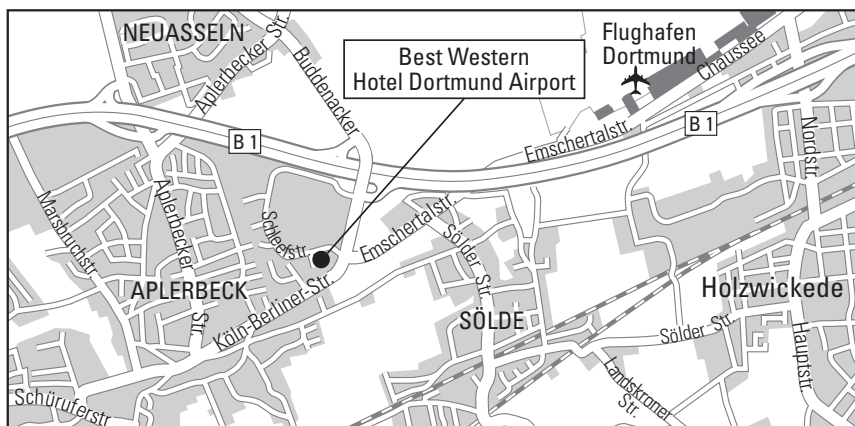 NEUASSELN
Aplerbecker Str.
Buddenacker
Best Western
Hotel Dortmund Airport
Flughafen
Dortmund
Chaussee
B 1
B 1
Emschertalstr.
Nordstr.
Marsbruchstr.
Aplerbecker
Str.
Schleefstr.
Emschertalstr.
Sölder
Str.
APLERBECK
Köln-Berliner-Str.
SÖLDE
Holzwickede
Sölder-Str.
Hauptstr.
Landskroner
Str.
Schüruferstr.